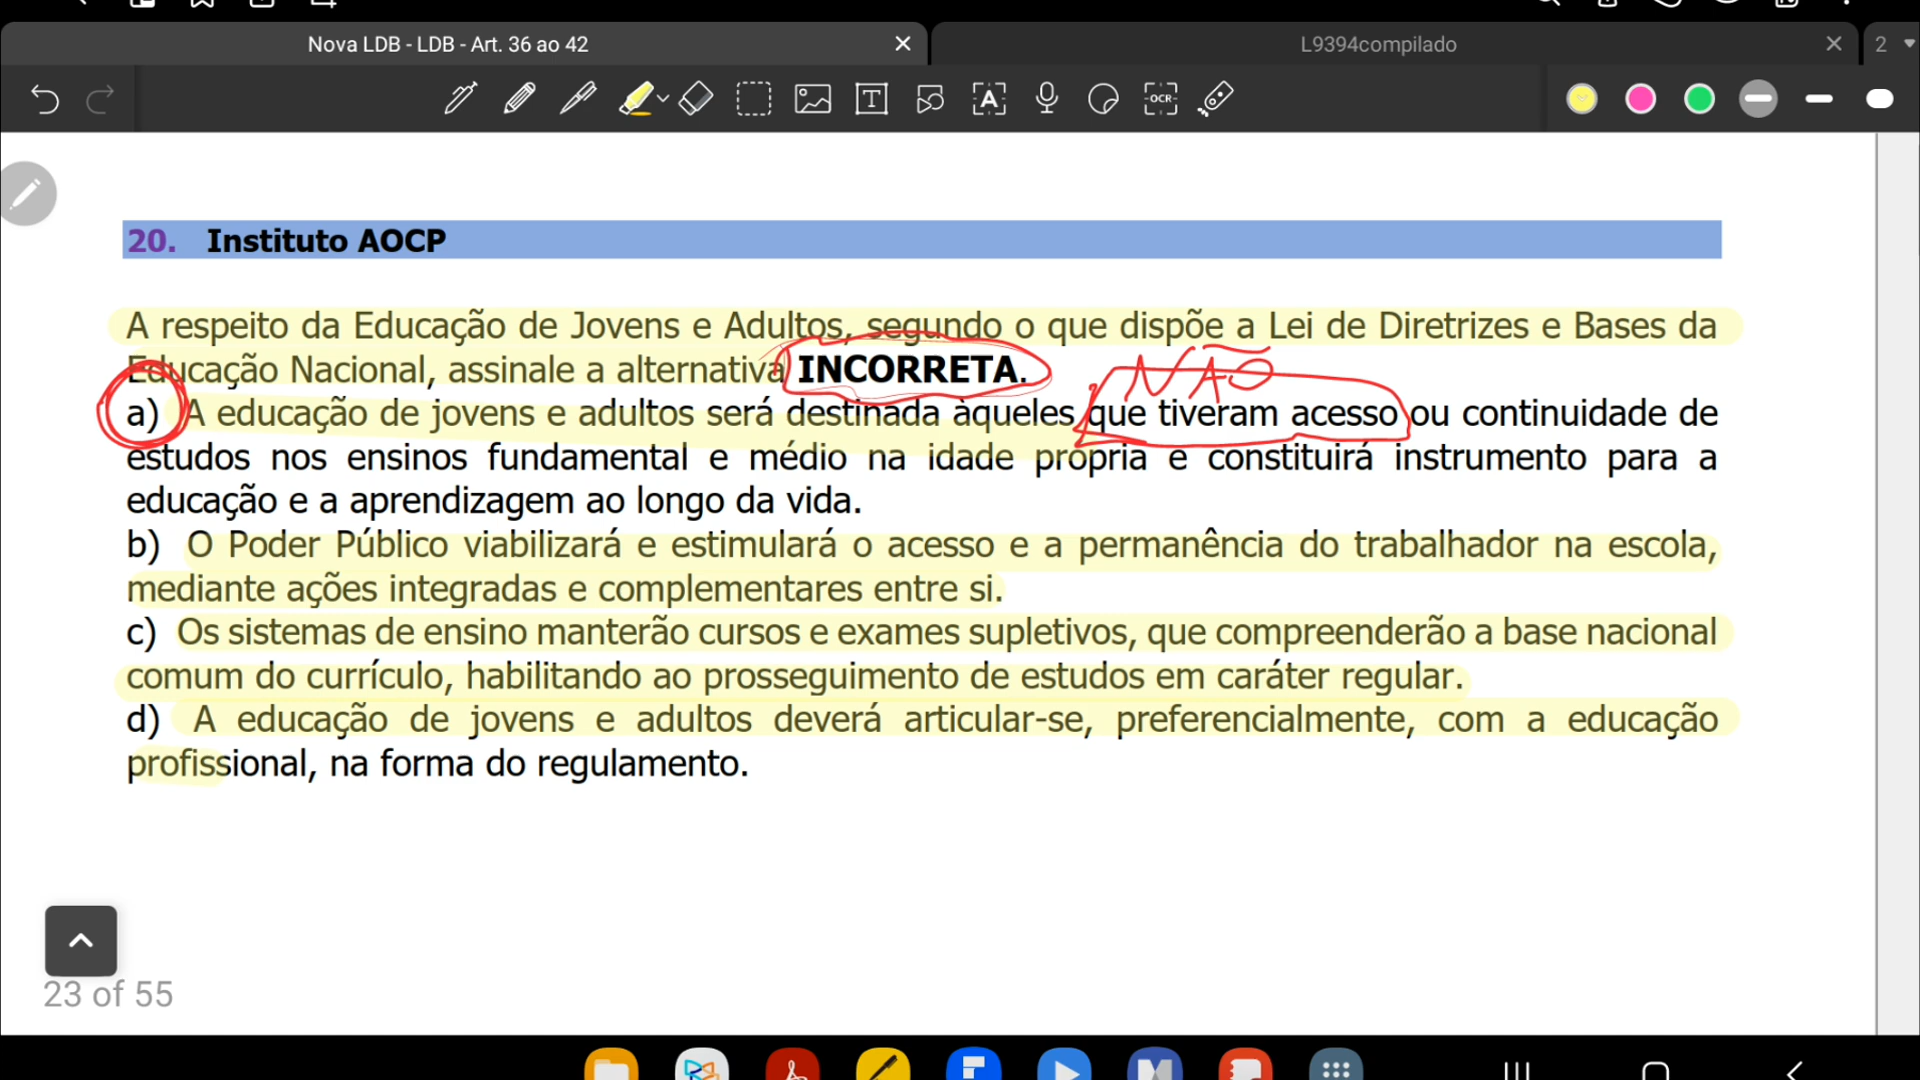 Nova LDB - LDB - Art. 36 ao 42
L9394compilado
2
T
A
OCR
20. Instituto AOCP
A respeito da Educação de Jovens e Adultos, segundo o que dispõe a Lei de Diretrizes e Bases da
Educação Nacional, assinale a alternativa INCORRETA.
NÃO
a) A educação de jovens e adultos será destinada àqueles que tiveram acesso ou continuidade de
estudos nos ensinos fundamental e médio na idade própria e constituirá instrumento para a
educação e a aprendizagem ao longo da vida.
b) O Poder Público viabilizará e estimulará o acesso e a permanência do trabalhador na escola,
mediante ações integradas e complementares entre si.
c) Os sistemas de ensino manterão cursos e exames supletivos, que compreenderão a base nacional
comum do currículo, habilitando ao prosseguimento de estudos em caráter regular.
d) A educação de jovens e adultos deverá articular-se, preferencialmente, com a educação
profissional, na forma do regulamento.
23 of 55